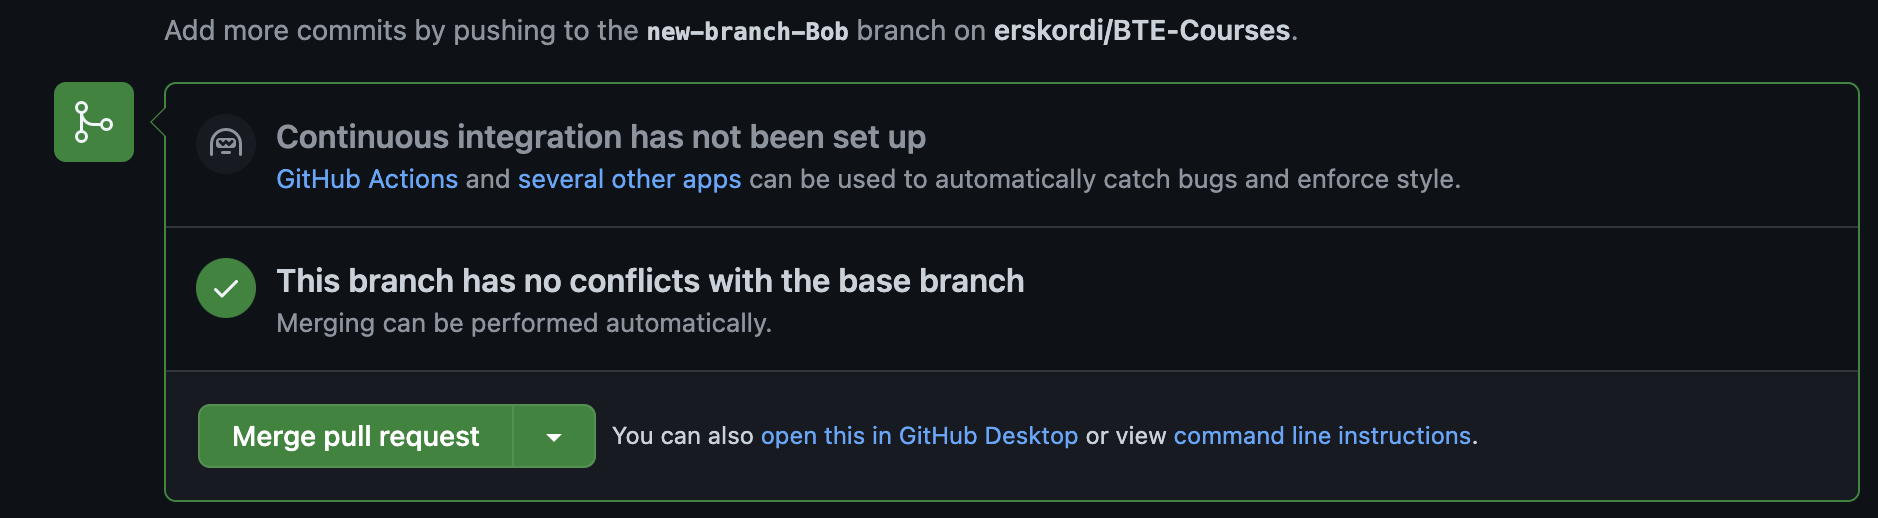 Add more commits by pushing to the new-branch-Bob branch on erskordi/BTE-Courses.
Continuous integration has not been set up
GitHub Actions and several other apps can be used to automatically catch bugs and enforce style.
This branch has no conflicts with the base branch
Merging can be performed automatically.
Merge pull request You can also open this in GitHub Desktop or view command line instructions.